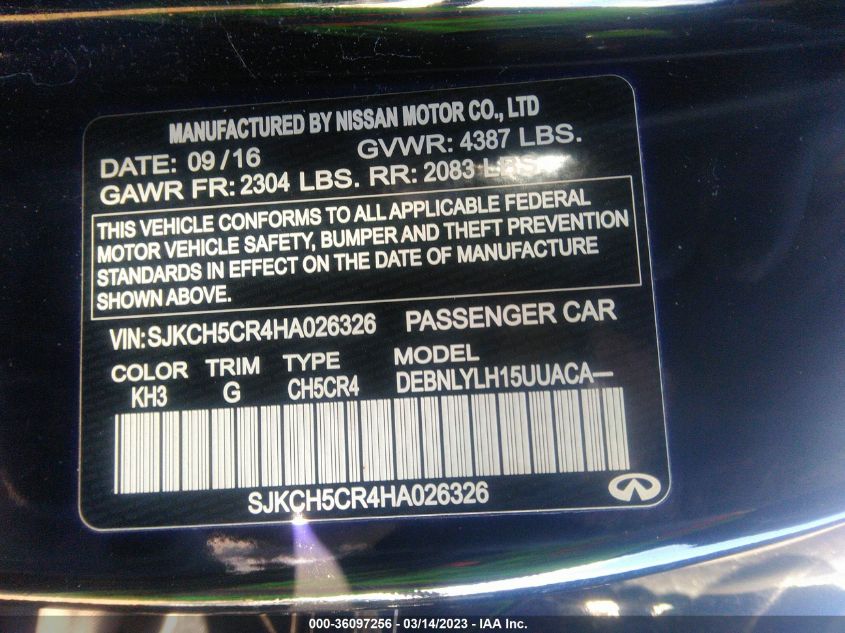 MANUFACTURED BY NISSAN MOTOR CO., LTD
DATE: 09/16 GVWR: 4387 LBS.
GAWR FR: 2304 LBS. RR: 2083 LBS.
THIS VEHICLE CONFORMS TO ALL APPLICABLE FEDERAL
MOTOR VEHICLE SAFETY, BUMPER AND THEFT PREVENTION
STANDARDS IN EFFECT ON THE DATE OF MANUFACTURE
SHOWN ABOVE.
VIN:SJKCH5CR4HA026326 PASSENGER CAR
COLOR TRIM TYPE MODEL
KH3 G CH5CR4 DEBNLYLH15UUACA—
SJKCH5CR4HA026326
000-36097256 - 03/14/2023 - IAA Inc.